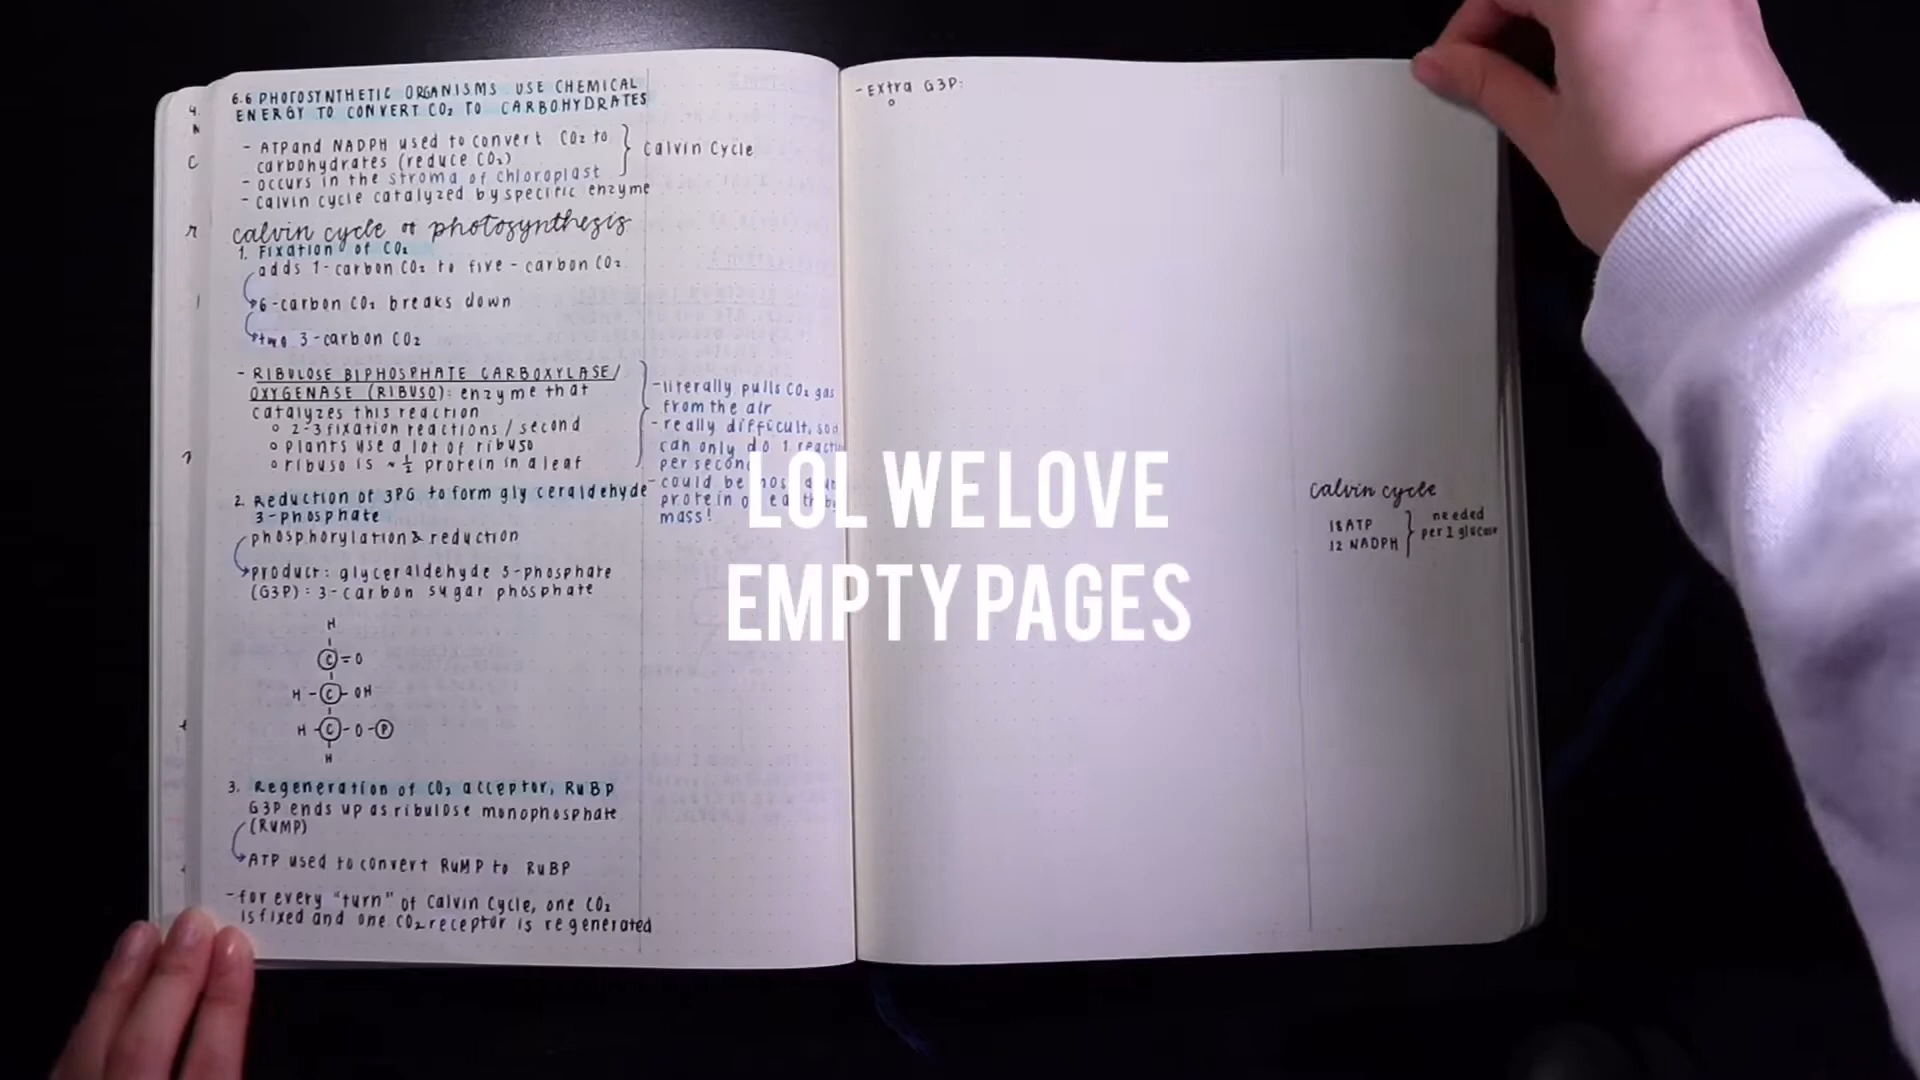 6.6 PHOTOSYNTHETIC ORGANISMS USE CHEMICAL
ENERGY TO CONVERT CO₂ TO CARBOHYDRATES
- ATP and NADPH used to convert CO₂ to
carbohydrates (reduce CO₂)
- occurs in the stroma of chloroplast
- calvin cycle catalyzed by specific enzyme
calvin cycle
calvin cycle of photosynthesis
1. Fixation of CO₂
adds 1-carbon CO₂ to five-carbon CO₂
6-carbon CO₂ breaks down
two 3-carbon CO₂
- RIBULOSE BIPHOSPHATE CARBOXYLASE/
OXYGENASE (RIBUSO): enzyme that
catalyzes this reaction
○ 2-3 fixation reactions / second
○ plants use a lot of ribuso
○ ribuso is ~ ½ protein in a leaf
- literally pulls CO₂ gas
from the air
- really difficult, so
can only do 1
per second
- could be
protein
mass!
2. Reduction of 3PG to form glyceraldehyde
3-phosphate
phosphorylation & reduction
product: glyceraldehyde 3-phosphate
(G3P): 3-carbon sugar phosphate
H
C=O
H-C-OH
H-C-O-P
H
3. Regeneration of CO₂ acceptor, RuBP
G3P ends up as ribulose monophosphate
(RUMP)
ATP used to convert RuMP to RuBP
- for every "turn" of Calvin Cycle, one CO₂
is fixed and one CO₂ receptor is regenerated
- Extra G3P:
calvin cycle
18 ATP
12 NADPH
needed
per 1 glucose
LOL WE LOVE
EMPTY PAGES